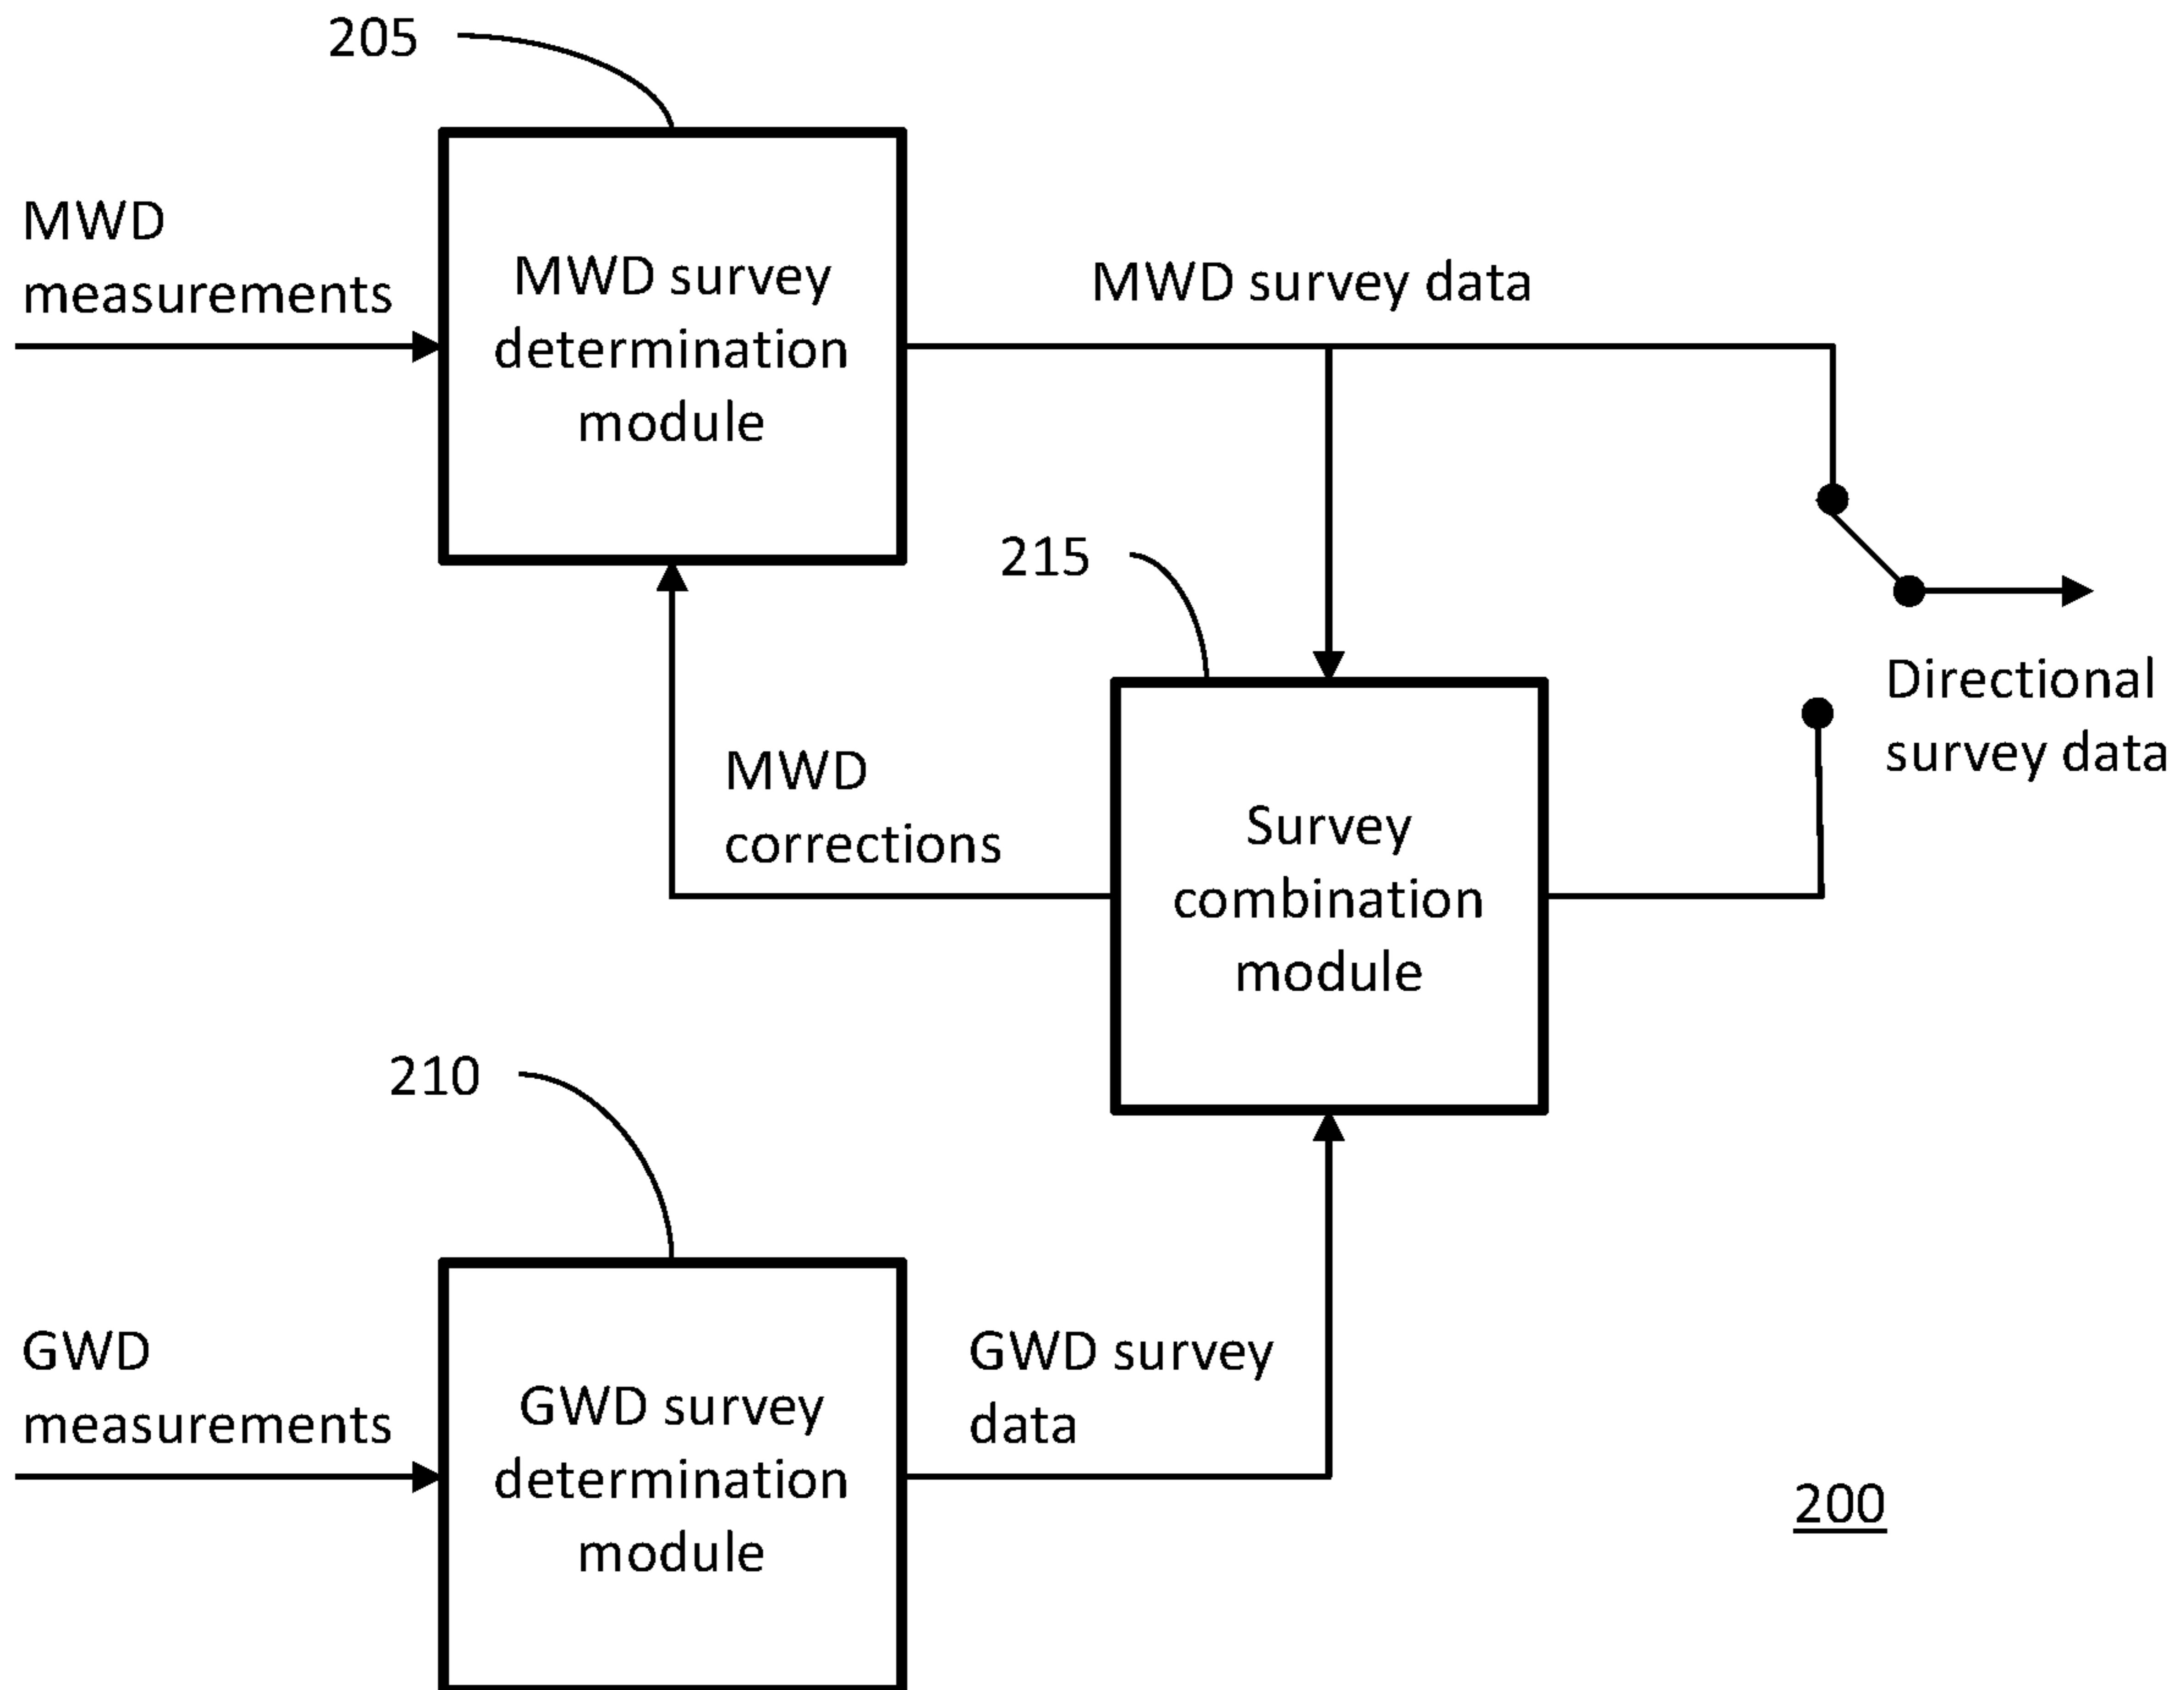 205
MWD
measurements
MWD survey
determination
module
MWD survey data
215
Directional
survey data
MWD
corrections
Survey
combination
module
210
GWD
measurements
GWD survey
determination
module
GWD survey
data
200